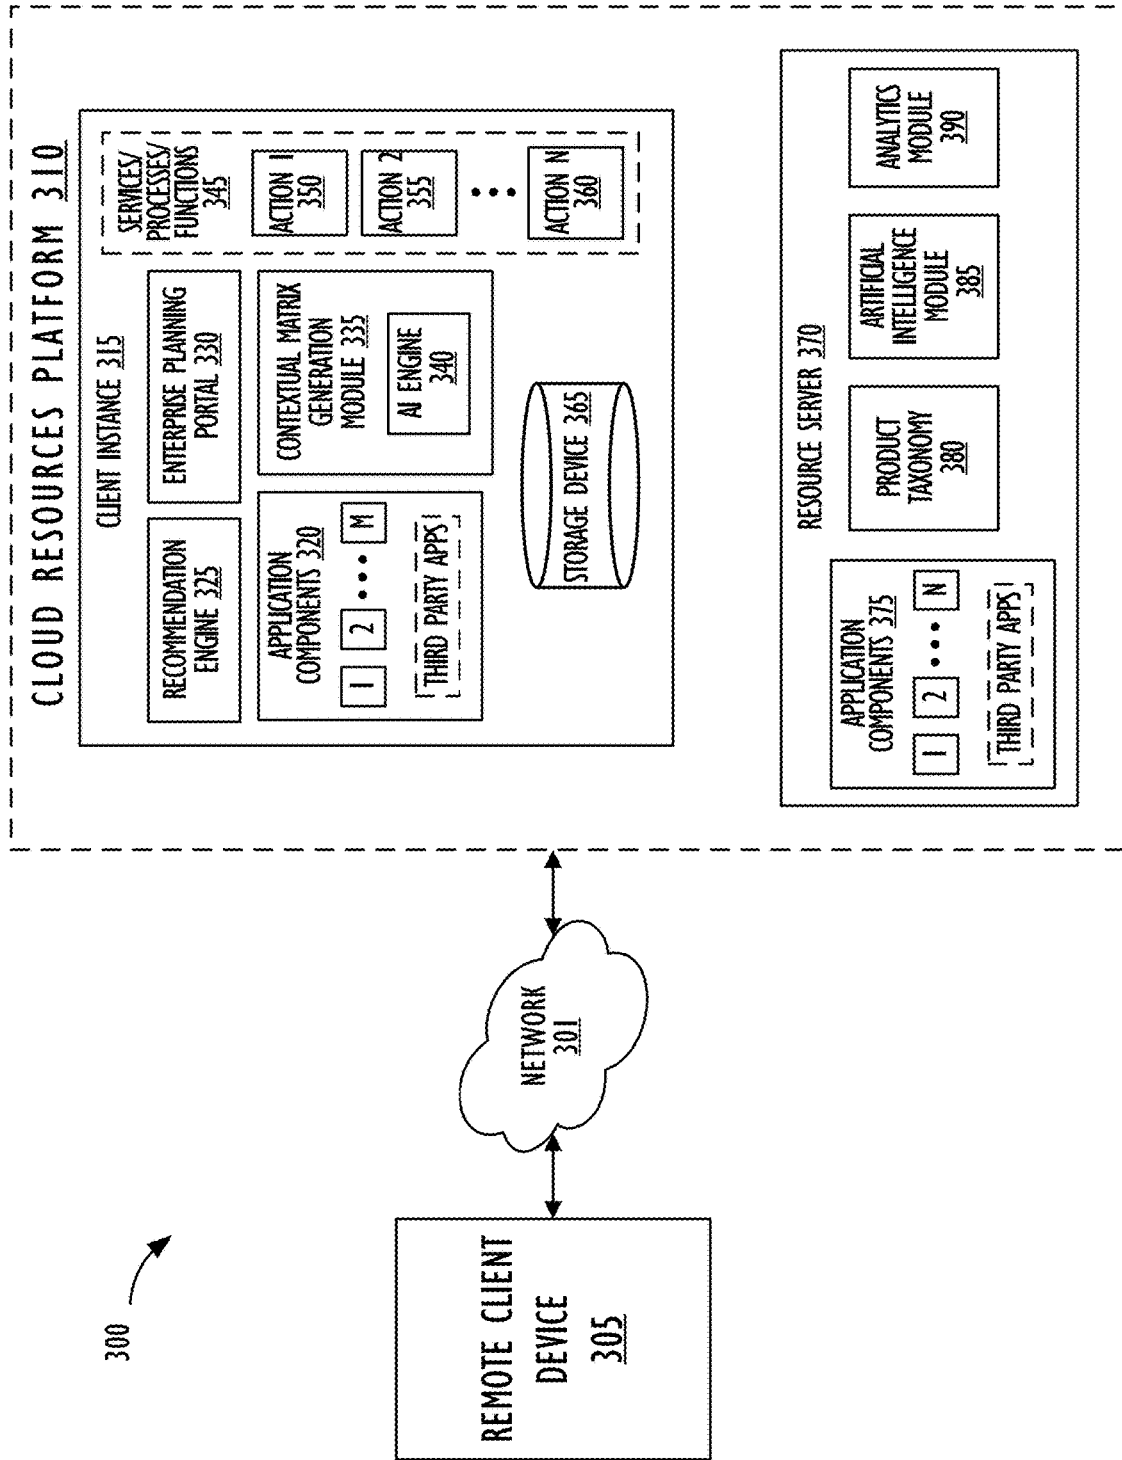 300
REMOTE CLIENT
DEVICE
305
NETWORK
301
CLOUD RESOURCES PLATFORM 310
CLIENT INSTANCE 315
RECOMMENDATION
ENGINE 325
ENTERPRISE PLANNING
PORTAL 330
APPLICATION
COMPONENTS 320
1 2 ••• M
THIRD PARTY APPS
CONTEXTUAL MATRIX
GENERATION
MODULE 335
AI ENGINE
340
SERVICES/
PROCESSES/
FUNCTIONS
345
ACTION 1
350
ACTION 2
355
•••
ACTION N
360
STORAGE DEVICE 365
RESOURCE SERVER 370
APPLICATION
COMPONENTS 375
1 2 ••• N
THIRD PARTY APPS
PRODUCT
TAXONOMY
380
ARTIFICIAL
INTELLIGENCE
MODULE
385
ANALYTICS
MODULE
390